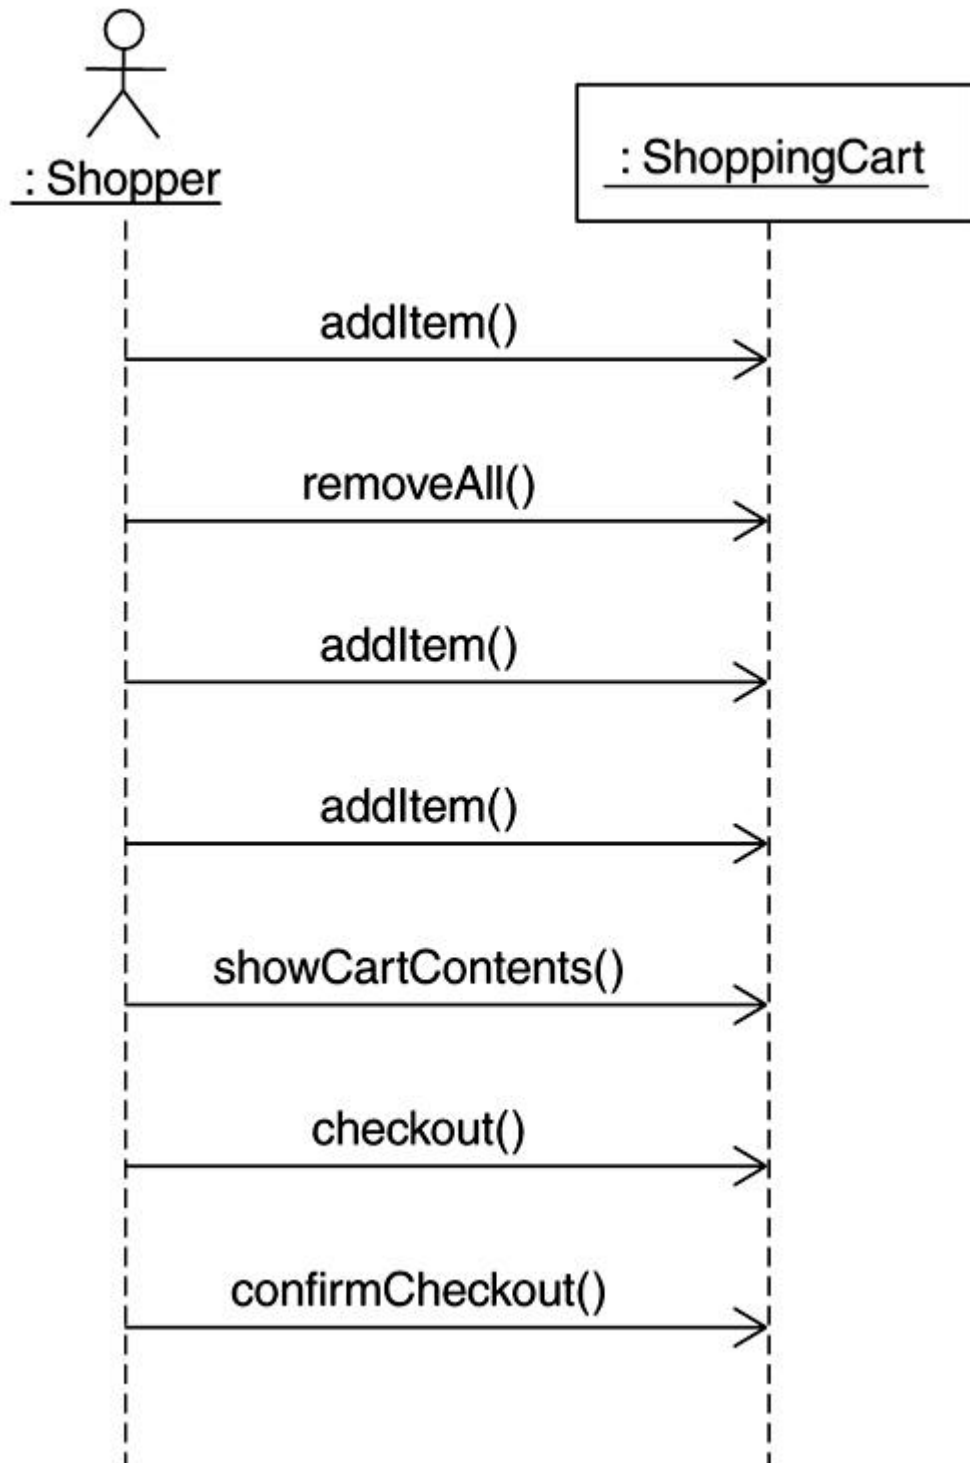 : Shopper
: ShoppingCart
addItem()
removeAll()
addItem()
addItem()
showCartContents()
checkout()
confirmCheckout()